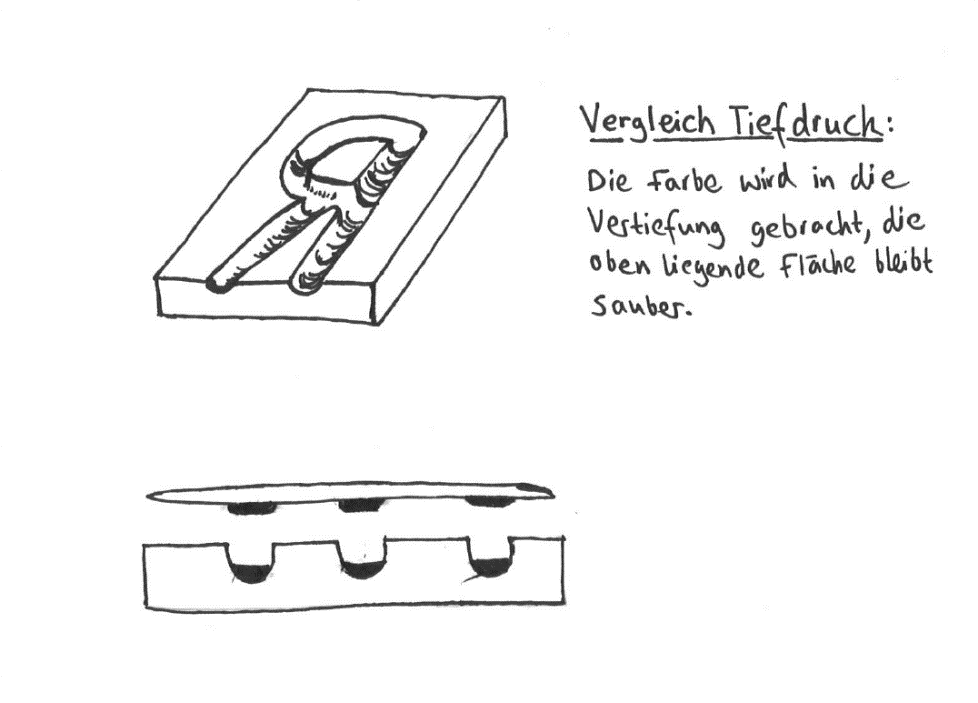 Vergleich Tiefdruck:
Die Farbe wird in die
Vertiefung gebracht, die
oben liegende Fläche bleibt
sauber.